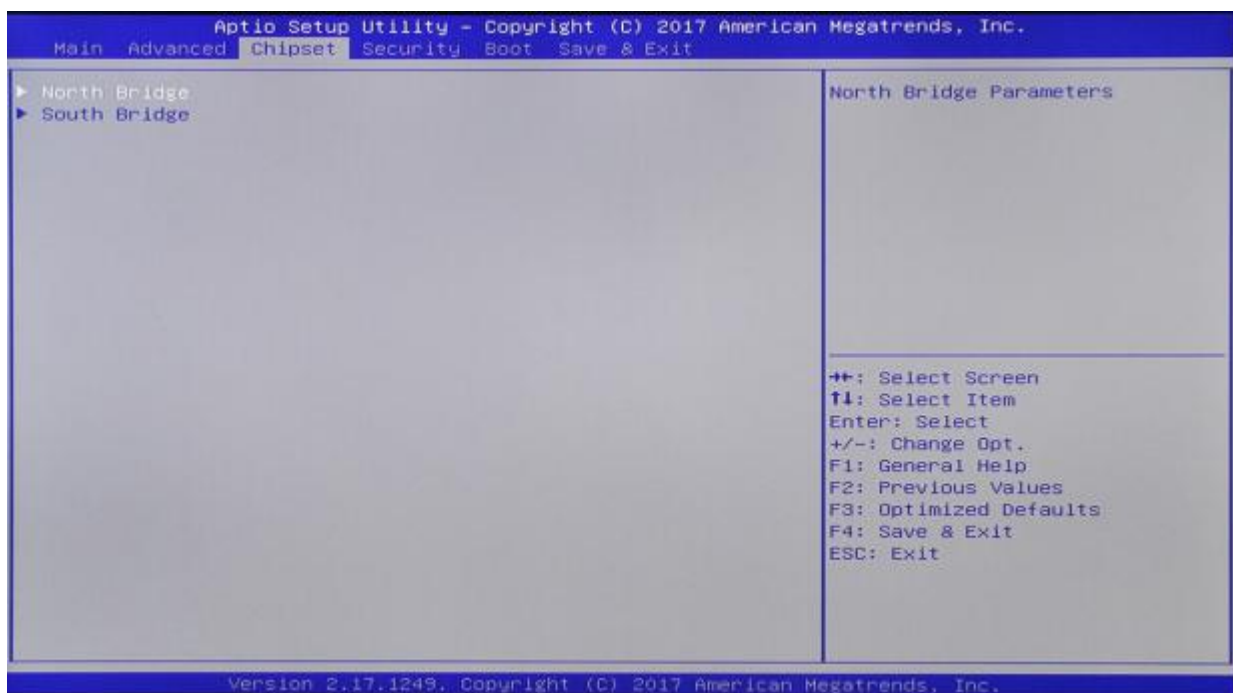 Aptio Setup Utility – Copyright (C) 2017 American Megatrends, Inc.
Main Advanced Chipset Security Boot Save & Exit
► North Bridge
► South Bridge
North Bridge Parameters
→←: Select Screen
↑↓: Select Item
Enter: Select
+/-: Change Opt.
F1: General Help
F2: Previous Values
F3: Optimized Defaults
F4: Save & Exit
ESC: Exit
Version 2.17.1249. Copyright (C) 2017 American Megatrends, Inc.